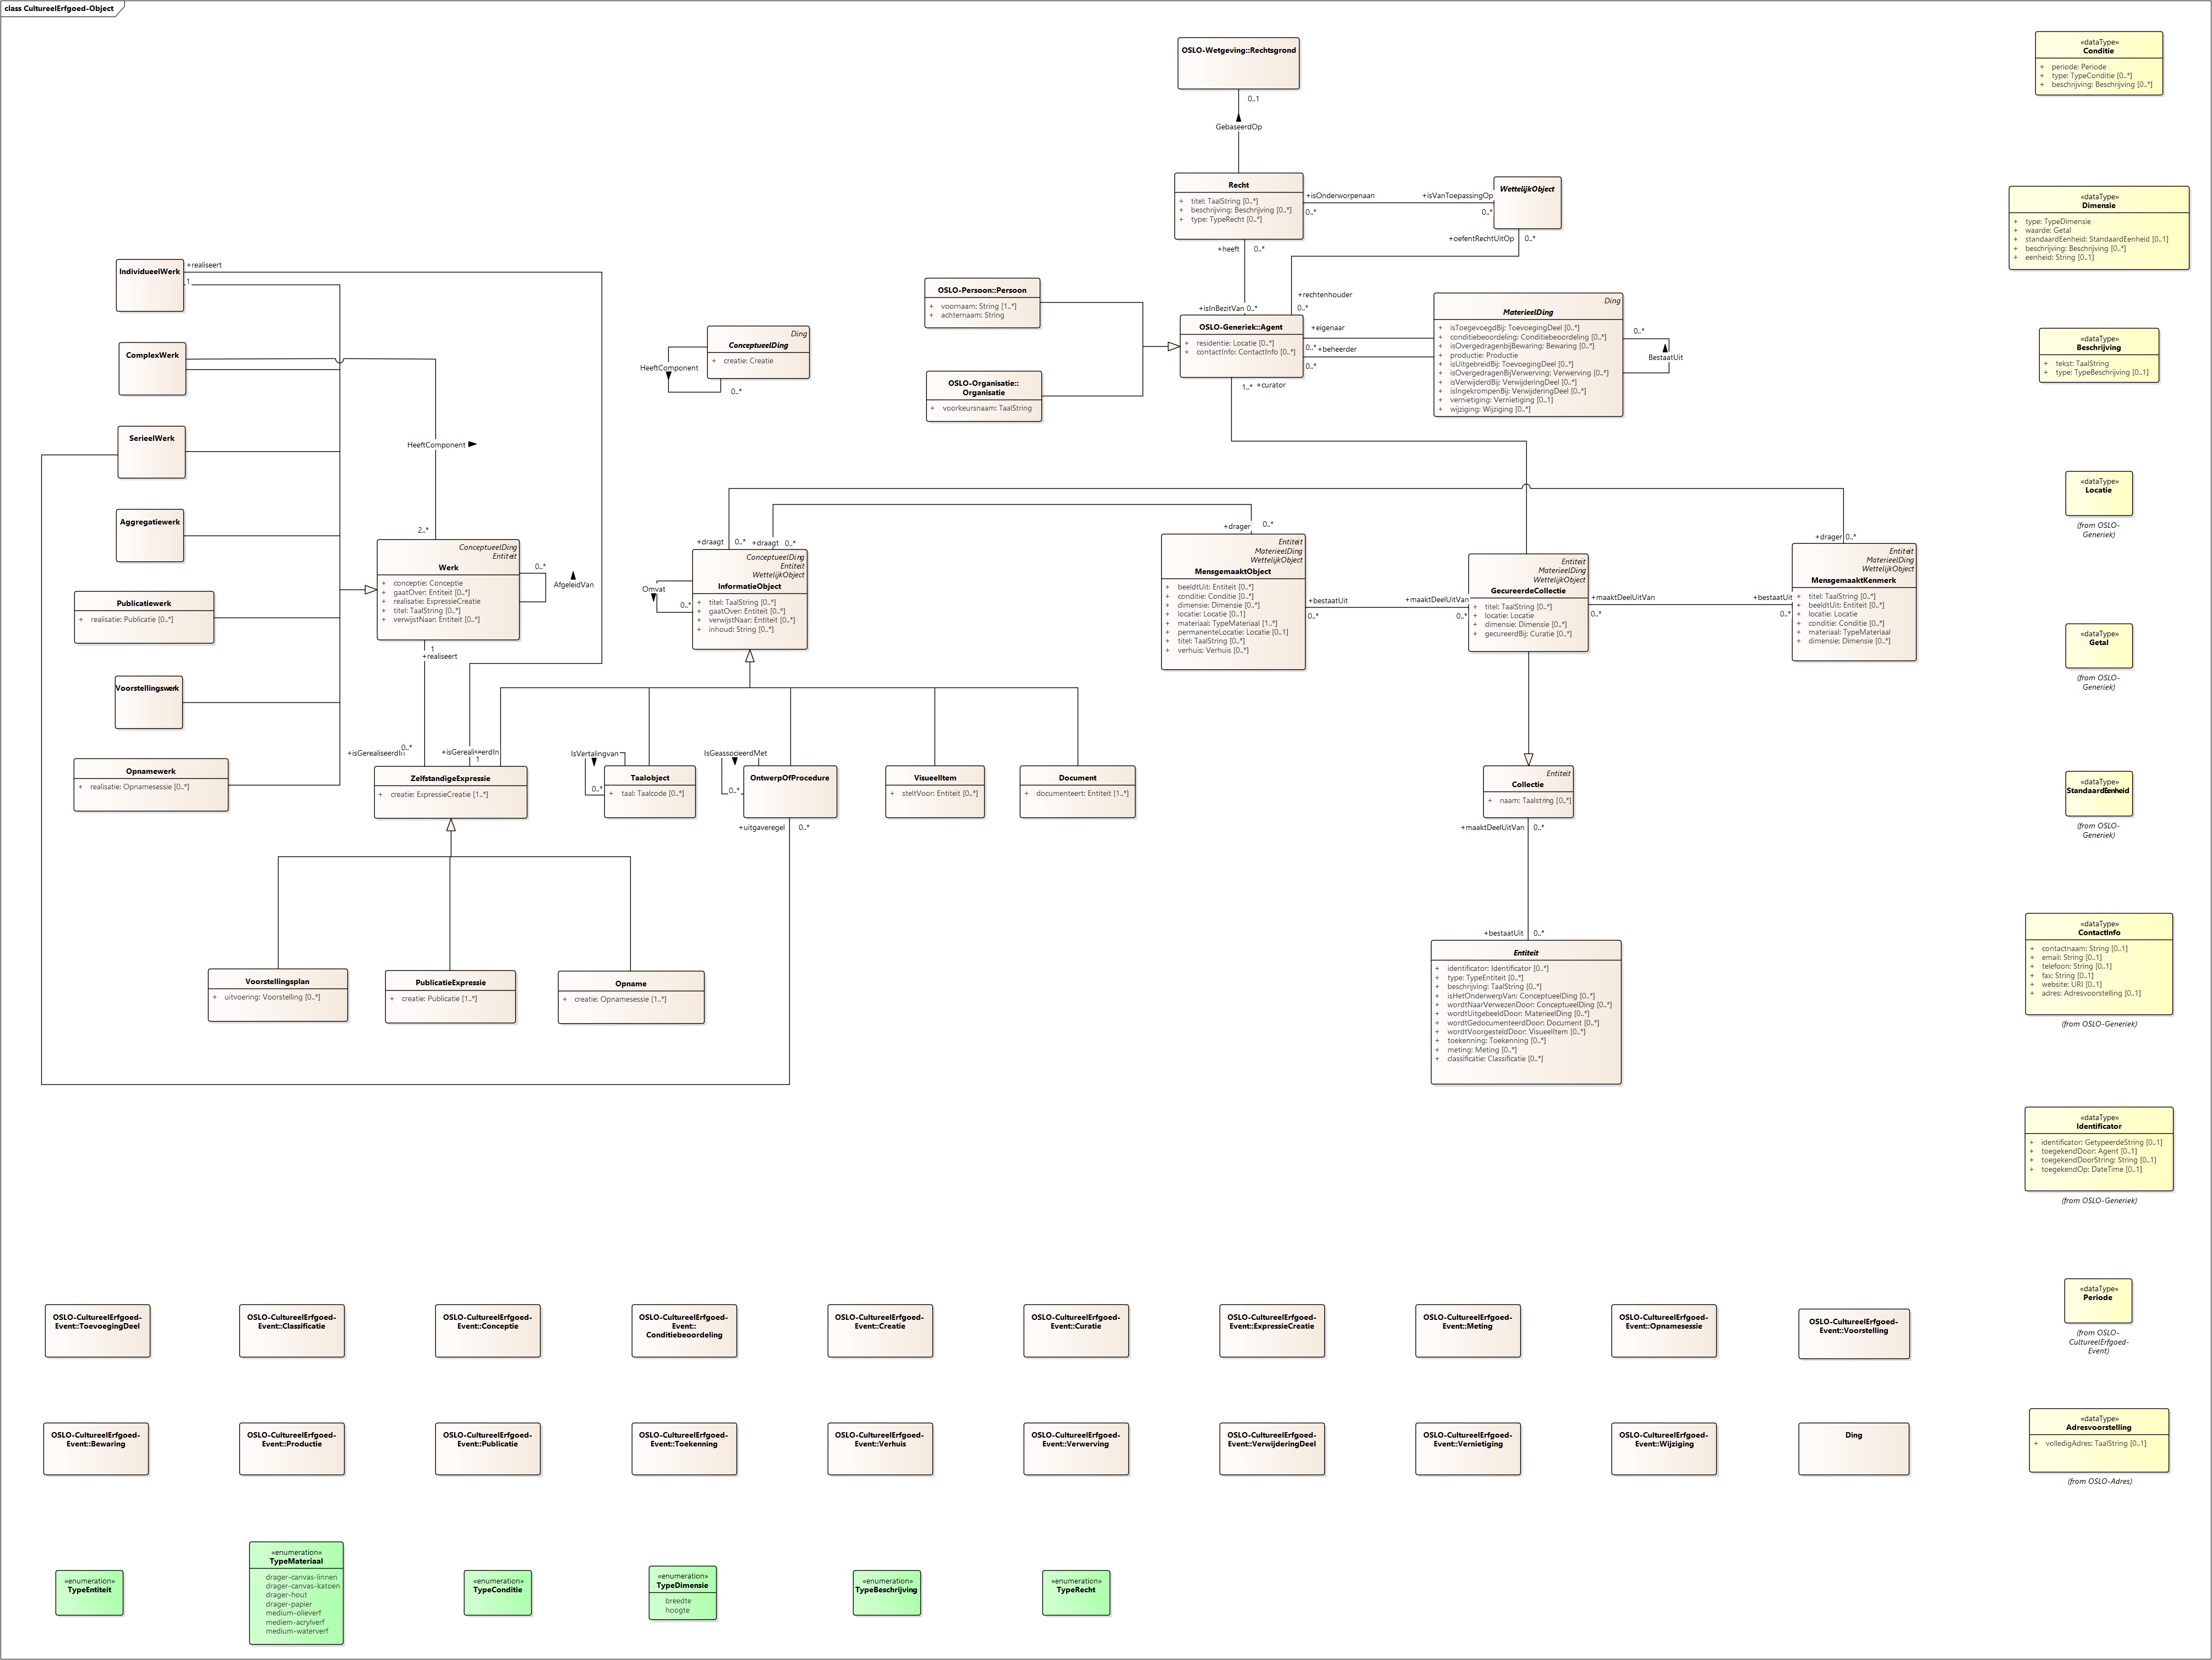 class CultureelErfgoed-Object
OSLO-Wetgeving::Rechtsgrond
0..1
GebaseerdOp
Recht
+ titel: TaalString [0..*]
+ beschrijving: Beschrijving [0..*]
+ type: TypeRecht [0..*]
+isOnderworpenaan
0..*
+isVanToepassingOp
0..*
WettelijkObject
+oefentRechtUitOp
0..*
+heeft
0..*
+isInBezitVan
0..*
+rechtenhouder
0..*
OSLO-Persoon::Persoon
+ voornaam: String [1..*]
+ achternaam: String
OSLO-Organisatie::
Organisatie
+ voorkeursnaam: TaalString
OSLO-Generiek::Agent
+ residentie: Locatie [0..*]
+ contactInfo: ContactInfo [0..*]
+eigenaar
0..*
+beheerder
0..*
1..*
+curator
Ding
MaterieelDing
+ isToegevoegdBij: ToevoegingDeel [0..*]
+ conditiebeoordeling: Conditiebeoordeling [0..*]
+ isOvergedragenbijBewaring: Bewaring [0..*]
+ productie: Productie
+ isUitgebreidBij: ToevoegingDeel [0..*]
+ isOvergedragenBijVerwerving: Verwerving [0..*]
+ isVerwijderdBij: VerwijderingDeel [0..*]
+ isIngekrompenBij: VerwijderingDeel [0..*]
+ vernietiging: Vernietiging [0..1]
+ wijziging: Wijziging [0..*]
0..*
BestaatUit
Ding
ConceptueelDing
+ creatie: Creatie
HeeftComponent
0..*
IndividueelWerk
+realiseert
1
ComplexWerk
SerieelWerk
Aggregatiewerk
Publicatiewerk
+ realisatie: Publicatie [0..*]
Voorstellingswerk
Opnamewerk
+ realisatie: Opnamesessie [0..*]
HeeftComponent
2..*
ConceptueelDing
Entiteit
Werk
+ conceptie: Conceptie
+ gaatOver: Entiteit [0..*]
+ realisatie: ExpressieCreatie
+ titel: TaalString [0..*]
+ verwijstNaar: Entiteit [0..*]
0..*
AfgeleidVan
1
+realiseert
+draagt
0..*
+draagt
0..*
ConceptueelDing
Entiteit
WettelijkObject
InformatieObject
+ titel: TaalString [0..*]
+ gaatOver: Entiteit [0..*]
+ verwijstNaar: Entiteit [0..*]
+ inhoud: String [0..*]
Omvat
0..*
+drager
0..*
Entiteit
MaterieelDing
WettelijkObject
MensgemaaktObject
+ beeldtUit: Entiteit [0..*]
+ conditie: Conditie [0..*]
+ dimensie: Dimensie [0..*]
+ locatie: Locatie [0..1]
+ materiaal: TypeMateriaal [1..*]
+ permanenteLocatie: Locatie [0..1]
+ titel: TaalString [0..*]
+ verhuis: Verhuis [0..*]
+bestaatUit
0..*
+maaktDeelUitVan
0..*
Entiteit
MaterieelDing
WettelijkObject
GecureerdeCollectie
+ titel: TaalString [0..*]
+ locatie: Locatie
+ dimensie: Dimensie [0..*]
+ gecureerdBij: Curatie [0..*]
+maaktDeelUitVan
0..*
+bestaatUit
0..*
+drager
0..*
Entiteit
MaterieelDing
WettelijkObject
MensgemaaktKenmerk
+ titel: TaalString [0..*]
+ beeldtUit: Entiteit [0..*]
+ locatie: Locatie
+ conditie: Conditie [0..*]
+ materiaal: TypeMateriaal
+ dimensie: Dimensie [0..*]
+isGerealiseerdIn
0..*
+isGerealiseerdIn
1
ZelfstandigeExpressie
+ creatie: ExpressieCreatie [1..*]
IsVertalingvan
0..*
Taalobject
+ taal: Taalcode [0..*]
IsGeassocieerdMet
0..*
OntwerpOfProcedure
+uitgaveregel
0..*
VisueelItem
+ steltVoor: Entiteit [0..*]
Document
+ documenteert: Entiteit [1..*]
Entiteit
Collectie
+ naam: Taalstring [0..*]
+maaktDeelUitVan
0..*
+bestaatUit
0..*
Voorstellingsplan
+ uitvoering: Voorstelling [0..*]
PublicatieExpressie
+ creatie: Publicatie [1..*]
Opname
+ creatie: Opnamesessie [1..*]
Entiteit
+ identificator: Identificator [0..*]
+ type: TypeEntiteit [0..*]
+ beschrijving: TaalString [0..*]
+ isHetOnderwerpVan: ConceptueelDing [0..*]
+ wordtNaarVerwezenDoor: ConceptueelDing [0..*]
+ wordtUitgebeeldDoor: MaterieelDing [0..*]
+ wordtGedocumenteerdDoor: Document [0..*]
+ wordtVoorgesteldDoor: VisueelItem [0..*]
+ toekenning: Toekenning [0..*]
+ meting: Meting [0..*]
+ classificatie: Classificatie [0..*]
«dataType»
Conditie
+ periode: Periode
+ type: TypeConditie [0..*]
+ beschrijving: Beschrijving [0..*]
«dataType»
Dimensie
+ type: TypeDimensie
+ waarde: Getal
+ standaardEenheid: StandaardEenheid [0..1]
+ beschrijving: Beschrijving [0..*]
+ eenheid: String [0..1]
«dataType»
Beschrijving
+ tekst: TaalString
+ type: TypeBeschrijving [0..1]
«dataType»
Locatie
(from OSLO-
Generiek)
«dataType»
Getal
(from OSLO-
Generiek)
«dataType»
StandaardEenheid
(from OSLO-
Generiek)
«dataType»
ContactInfo
+ contactnaam: String [0..1]
+ email: String [0..1]
+ telefoon: String [0..1]
+ fax: String [0..1]
+ website: URI [0..1]
+ adres: Adresvoorstelling [0..1]
(from OSLO-Generiek)
«dataType»
Identificator
+ identificator: GetypeerdeString [0..1]
+ toegekendDoor: Agent [0..1]
+ toegekendDoorString: String [0..1]
+ toegekendOp: DateTime [0..1]
(from OSLO-Generiek)
«dataType»
Periode
(from OSLO-
CultureelErfgoed-
Event)
«dataType»
Adresvoorstelling
+ volledigAdres: TaalString [0..1]
(from OSLO-Adres)
OSLO-CultureelErfgoed-
Event::ToevoegingDeel
OSLO-CultureelErfgoed-
Event::Classificatie
OSLO-CultureelErfgoed-
Event::Conceptie
OSLO-CultureelErfgoed-
Event::
Conditiebeoordeling
OSLO-CultureelErfgoed-
Event::Creatie
OSLO-CultureelErfgoed-
Event::Curatie
OSLO-CultureelErfgoed-
Event::ExpressieCreatie
OSLO-CultureelErfgoed-
Event::Meting
OSLO-CultureelErfgoed-
Event::Opnamesessie
OSLO-CultureelErfgoed-
Event::Voorstelling
OSLO-CultureelErfgoed-
Event::Bewaring
OSLO-CultureelErfgoed-
Event::Productie
OSLO-CultureelErfgoed-
Event::Publicatie
OSLO-CultureelErfgoed-
Event::Toekenning
OSLO-CultureelErfgoed-
Event::Verhuis
OSLO-CultureelErfgoed-
Event::Verwerving
OSLO-CultureelErfgoed-
Event::VerwijderingDeel
OSLO-CultureelErfgoed-
Event::Vernietiging
OSLO-CultureelErfgoed-
Event::Wijziging
Ding
«enumeration»
TypeEntiteit
«enumeration»
TypeMateriaal
drager-canvas-linnen
drager-canvas-katoen
drager-hout
drager-papier
medium-olieverf
mediem-acrylverf
medium-waterverf
«enumeration»
TypeConditie
«enumeration»
TypeDimensie
breedte
hoogte
«enumeration»
TypeBeschrijving
«enumeration»
TypeRecht